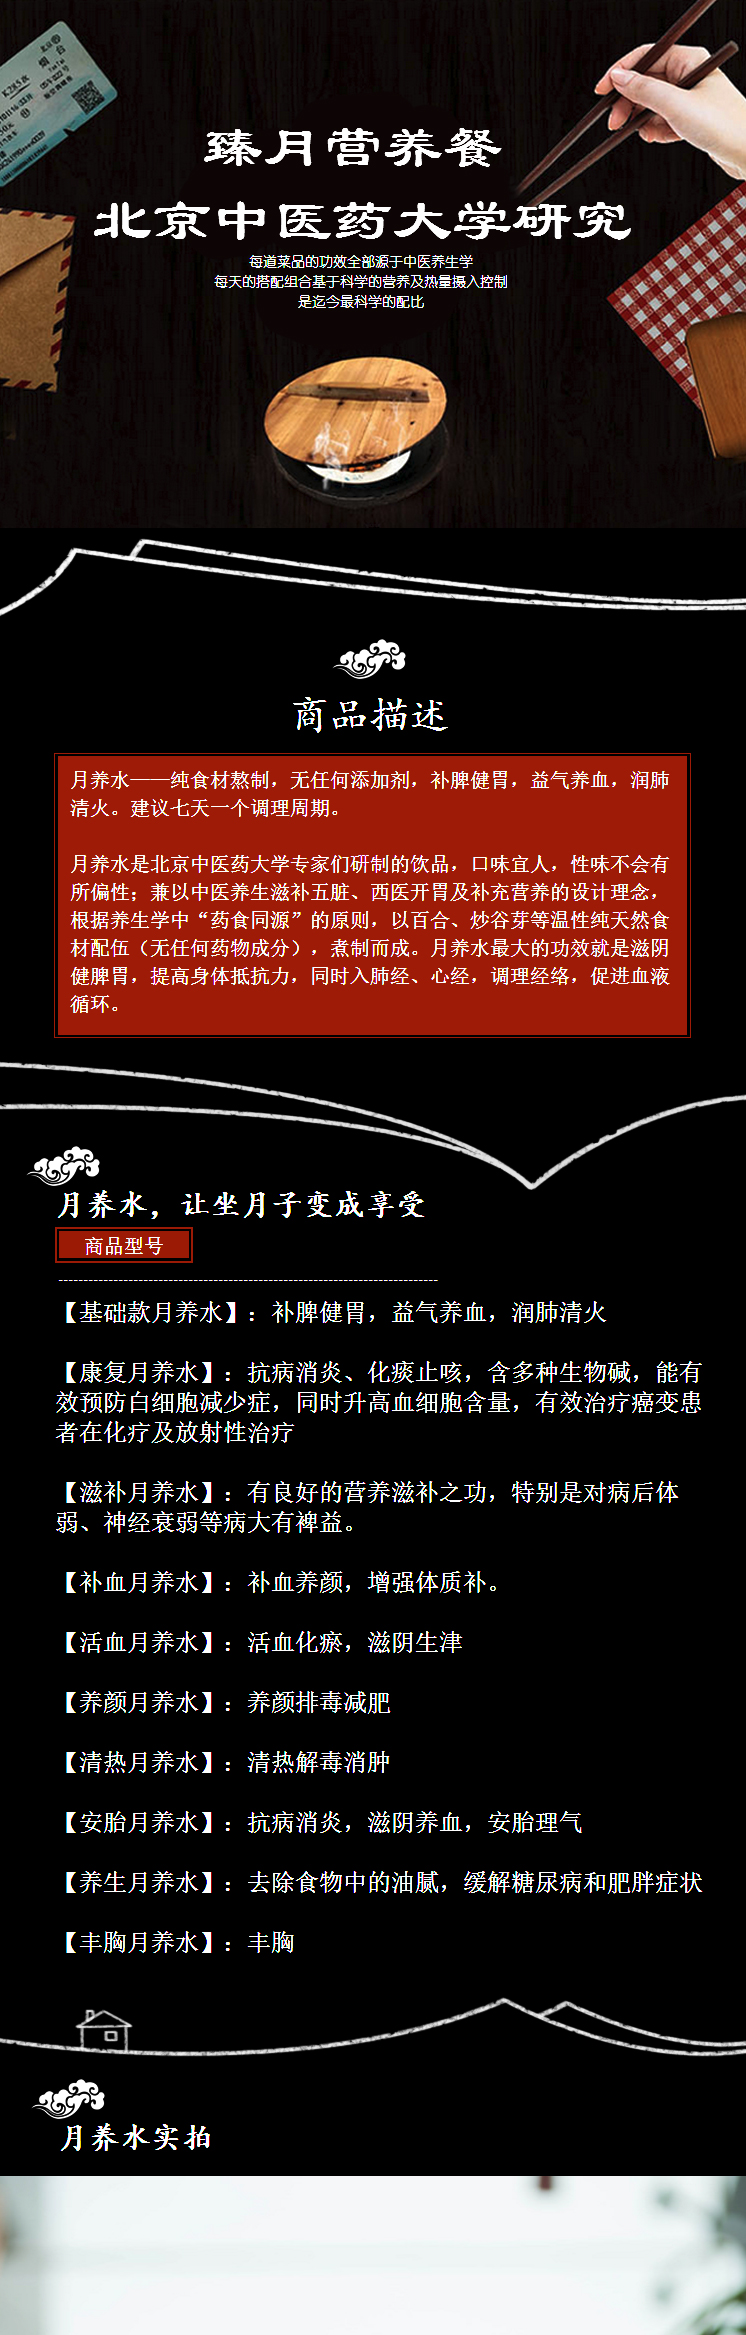 K285次
北京
烟台
YanTai
臻月营养餐
北京中医药大学研究
每道菜品的功效全部源于中医养生学
每天的搭配组合基于科学的营养及热量摄入控制
是迄今最科学的配比
商品描述
月养水——纯食材熬制，无任何添加剂，补脾健胃，益气养血，润肺
清火。建议七天一个调理周期。
月养水是北京中医药大学专家们研制的饮品，口味宜人，性味不会有
所偏性；兼以中医养生滋补五脏、西医开胃及补充营养的设计理念，
根据养生学中“药食同源”的原则，以百合、炒谷芽等温性纯天然食
材配伍（无任何药物成分），煮制而成。月养水最大的功效就是滋阴
健脾胃，提高身体抵抗力，同时入肺经、心经，调理经络，促进血液
循环。
月养水，让坐月子变成享受
商品型号
----------------------------------------------------------------------------
【基础款月养水】：补脾健胃，益气养血，润肺清火
【康复月养水】：抗病消炎、化痰止咳，含多种生物碱，能有
效预防白细胞减少症，同时升高血细胞含量，有效治疗癌变患
者在化疗及放射性治疗
【滋补月养水】：有良好的营养滋补之功，特别是对病后体
弱、神经衰弱等病大有裨益。
【补血月养水】：补血养颜，增强体质补。
【活血月养水】：活血化瘀，滋阴生津
【养颜月养水】：养颜排毒减肥
【清热月养水】：清热解毒消肿
【安胎月养水】：抗病消炎，滋阴养血，安胎理气
【养生月养水】：去除食物中的油腻，缓解糖尿病和肥胖症状
【丰胸月养水】：丰胸
月养水实拍